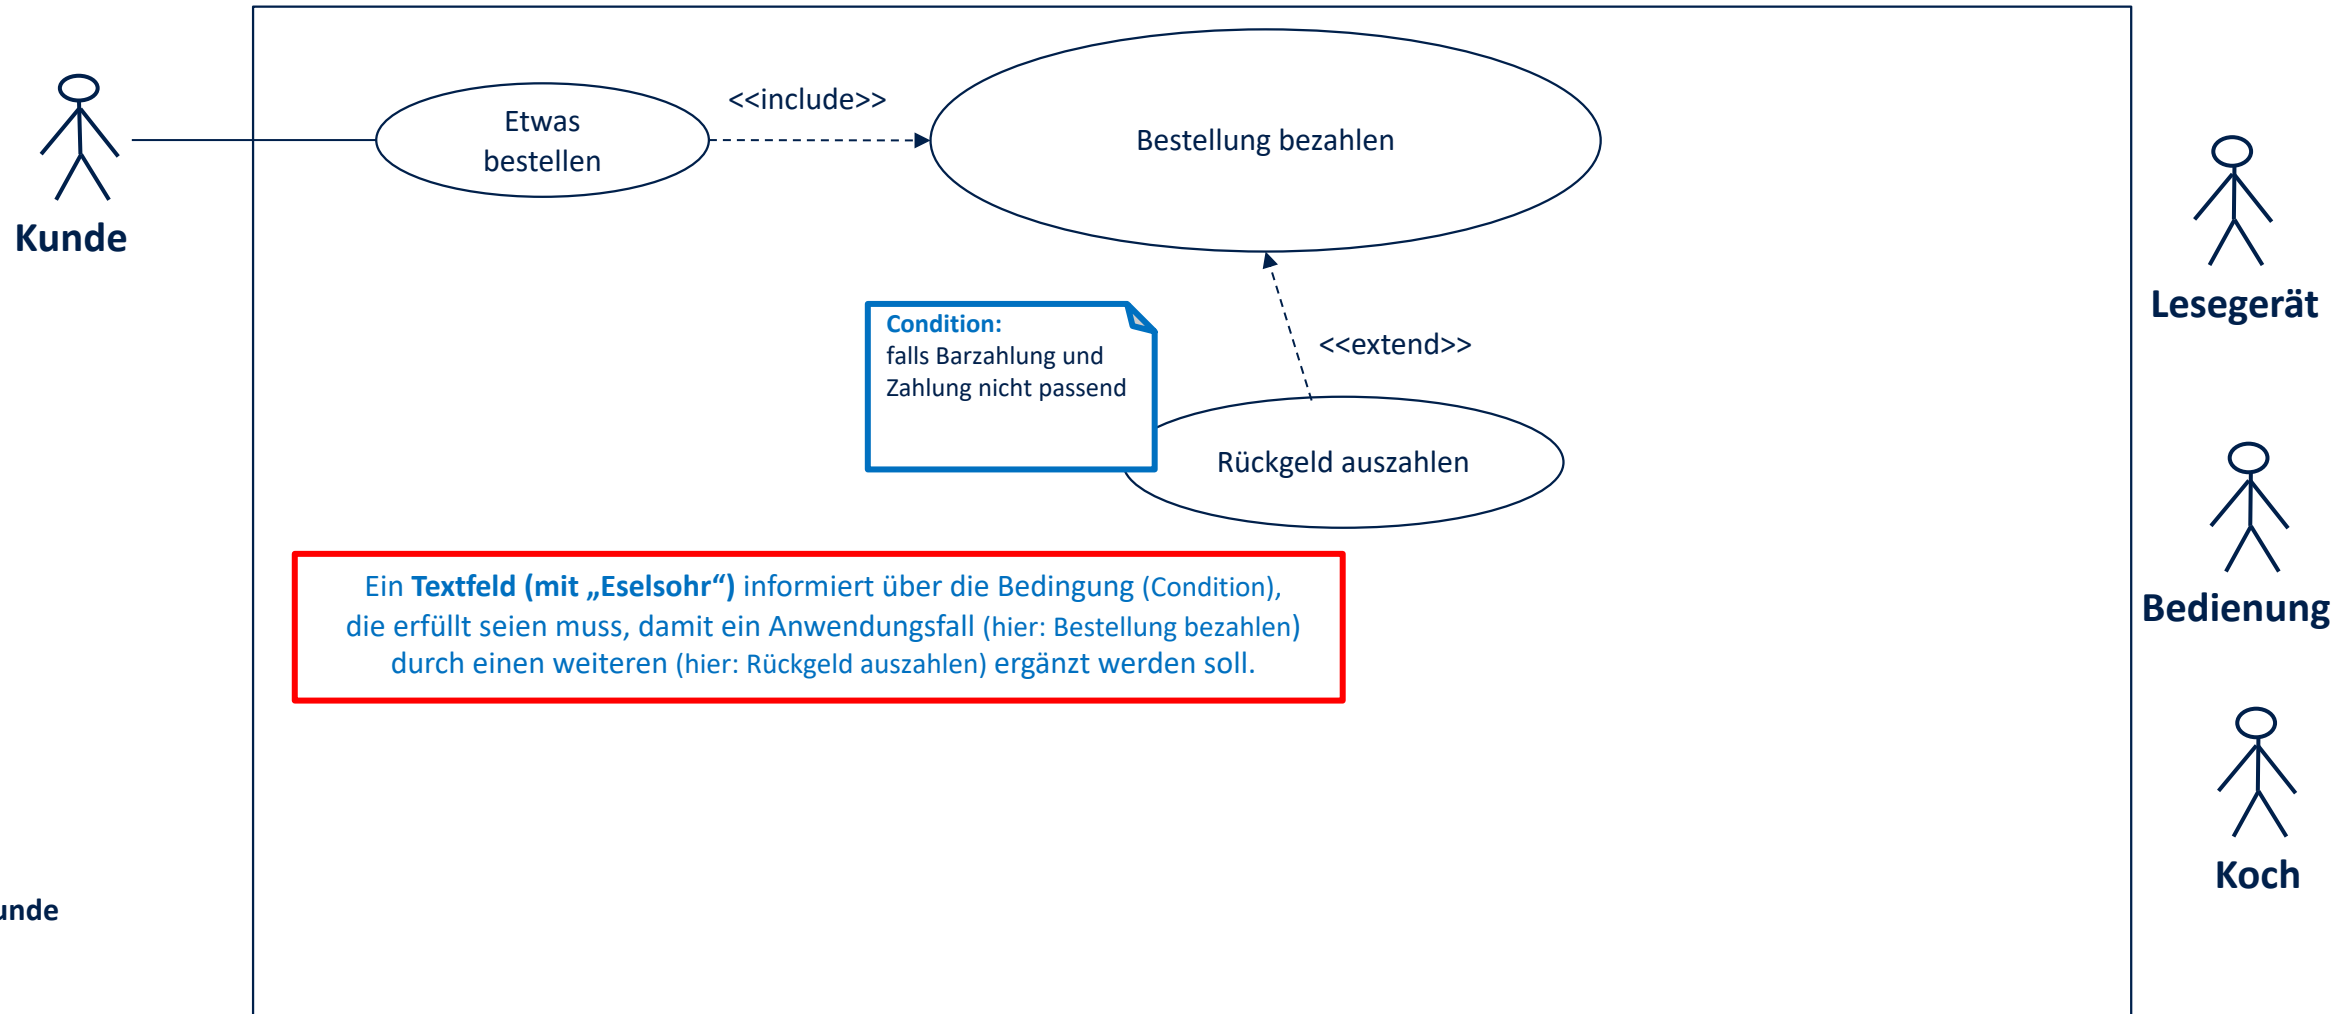 Etwas
bestellen
<<include>>
Bestellung bezahlen
Kunde
Lesegerät
Condition:
falls Barzahlung und
Zahlung nicht passend
<<extend>>
Rückgeld auszahlen
Bedienung
Ein Textfeld (mit „Eselsohr“) informiert über die Bedingung (Condition),
die erfüllt seien muss, damit ein Anwendungsfall (hier: Bestellung bezahlen)
durch einen weiteren (hier: Rückgeld auszahlen) ergänzt werden soll.
Koch
unde